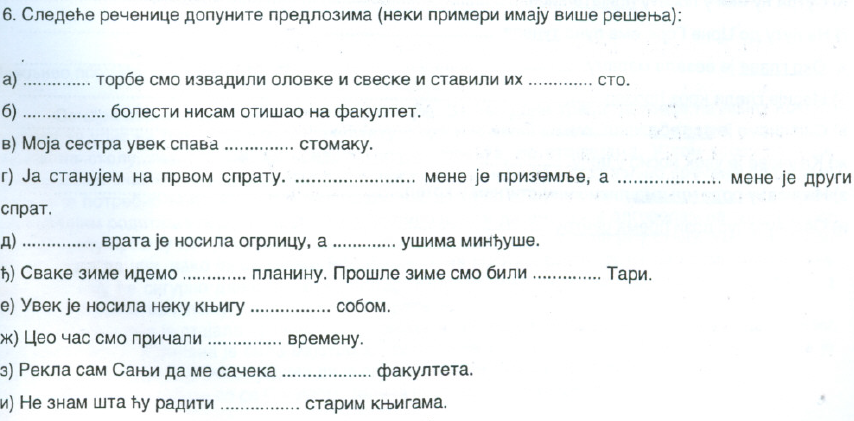 6. Следеће реченице допуните предлозима (неки примери имају више решења):
а) ............. торбе смо извадили оловке и свеске и ставили их ............. сто.
б) ................ болести нисам отишао на факултет.
в) Моја сестра увек спава .............. стомаку.
г) Ја станујем на првом спрату. ........................ мене је приземље, а ..................... мене је други
спрат.
д) ............... врата је носила огрлицу, а ............. ушима минђуше.
ђ) Сваке зиме идемо ............. планину. Прошле зиме смо били .............. Тари.
е) Увек је носила неку књигу ................ собом.
ж) Цео час смо причали ............... времену.
з) Рекла сам Сањи да ме сачека .................. факултета.
и) Не знам шта ћу радити ................ старим књигама.